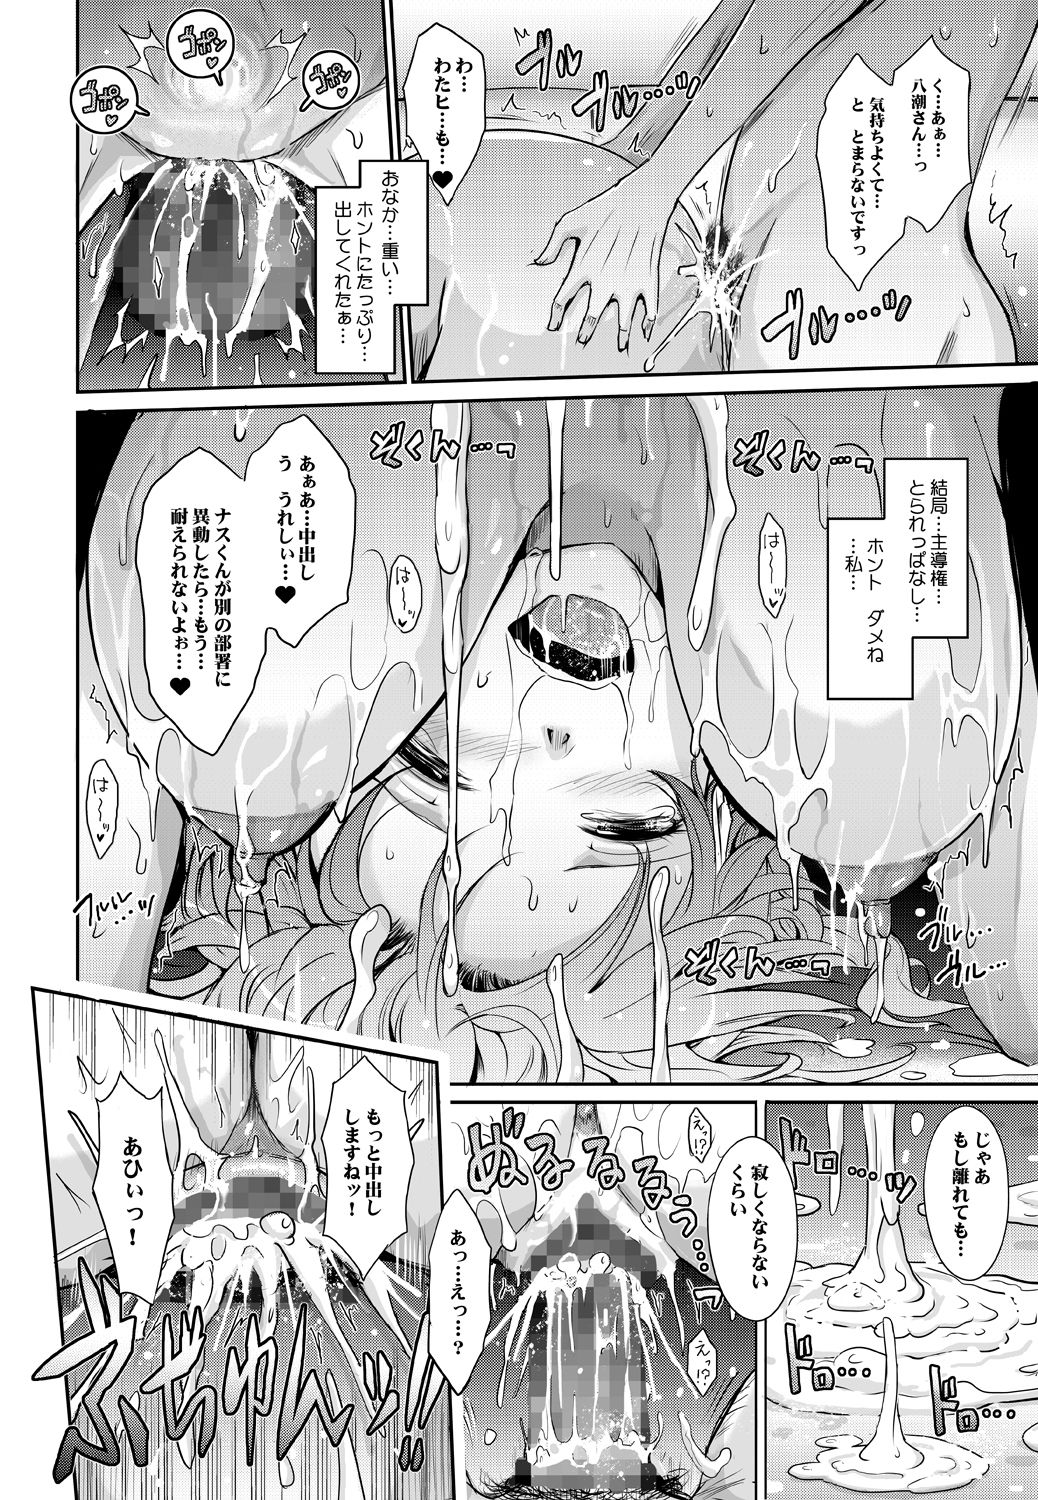 く…あぁ…
八潮さん…っ
気持ちよくて…
と とまらないですっ
ブル…ッ
ブル…ッ
わ…
わたヒ…も…♥
おなか…重い…
ホントにたっぷり…
出してくれたぁ…
ゴポン♡
ゴポン♡
ゴポン♡
結局…主導権…
とられっぱなし…
ホント ダメね
…私…
ぞくん…っ
ぞくん…っ
は〜ッ
は〜ッ♡
は〜ッ♡
あぁあ…中出し
う うれしぃ…♥
ナスくんが別の部署に
異動したら…もう…
耐えられないよぉ…♥
フルル…ッ
ブルル…
ブル…
ぞくん…っ
じゃあ
もし離れても…
ドロ…
ドロ…
ドロ…
寂しくならない
くらい
えっ!?
ぬるるるるぅ…
あっ…えっ…?
えっ!?
もっと中出し
しますねッ!
あひぃっ!
ぶぢゅんッ!!